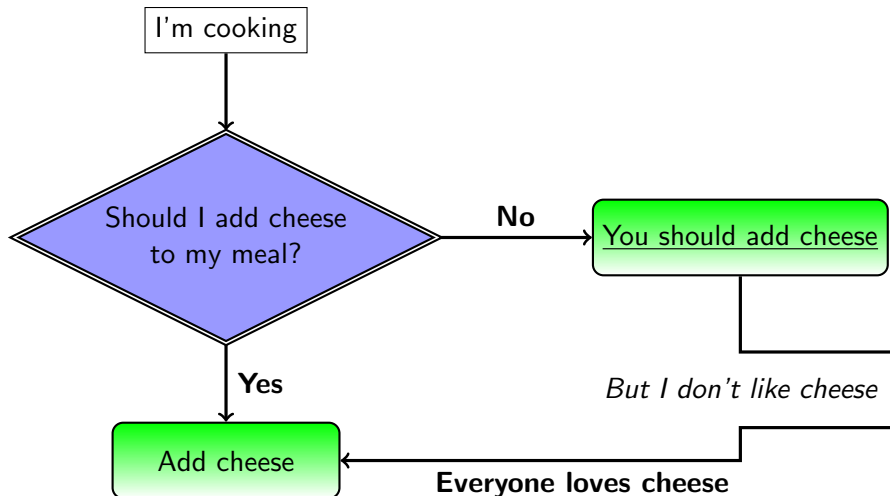 I'm cooking
Should I add cheese
to my meal?
No
You should add cheese
Yes
But I don't like cheese
Add cheese
Everyone loves cheese